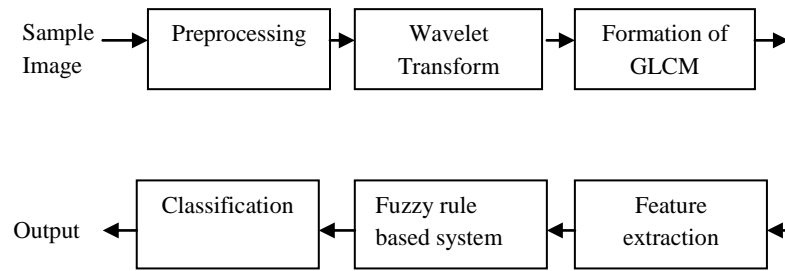 Sample
Image
Preprocessing
Wavelet
Transform
Formation of
GLCM
Output
Classification
Fuzzy rule
based system
Feature
extraction